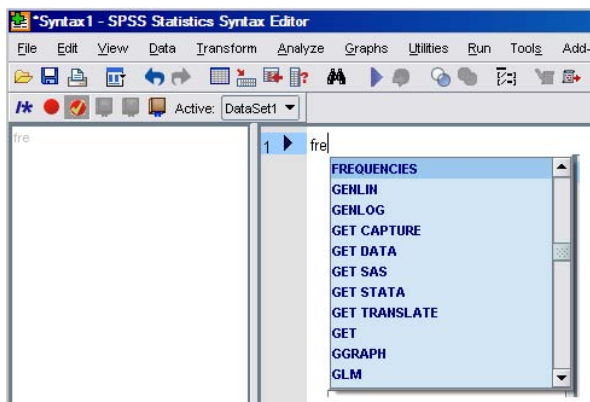 *Syntax1 - SPSS Statistics Syntax Editor
File Edit View Data Transform Analyze Graphs Utilities Run Tools Add-
Active: DataSet1
fre
1 fre
FREQUENCIES
GENLIN
GENLOG
GET CAPTURE
GET DATA
GET SAS
GET STATA
GET TRANSLATE
GET
GGRAPH
GLM